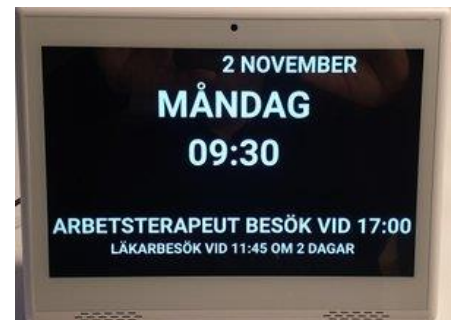 2 NOVEMBER
MÅNDAG
09:30
ARBETSTERAPEUT BESÖK VID 17:00
LÄKARBESÖK VID 11:45 OM 2 DAGAR